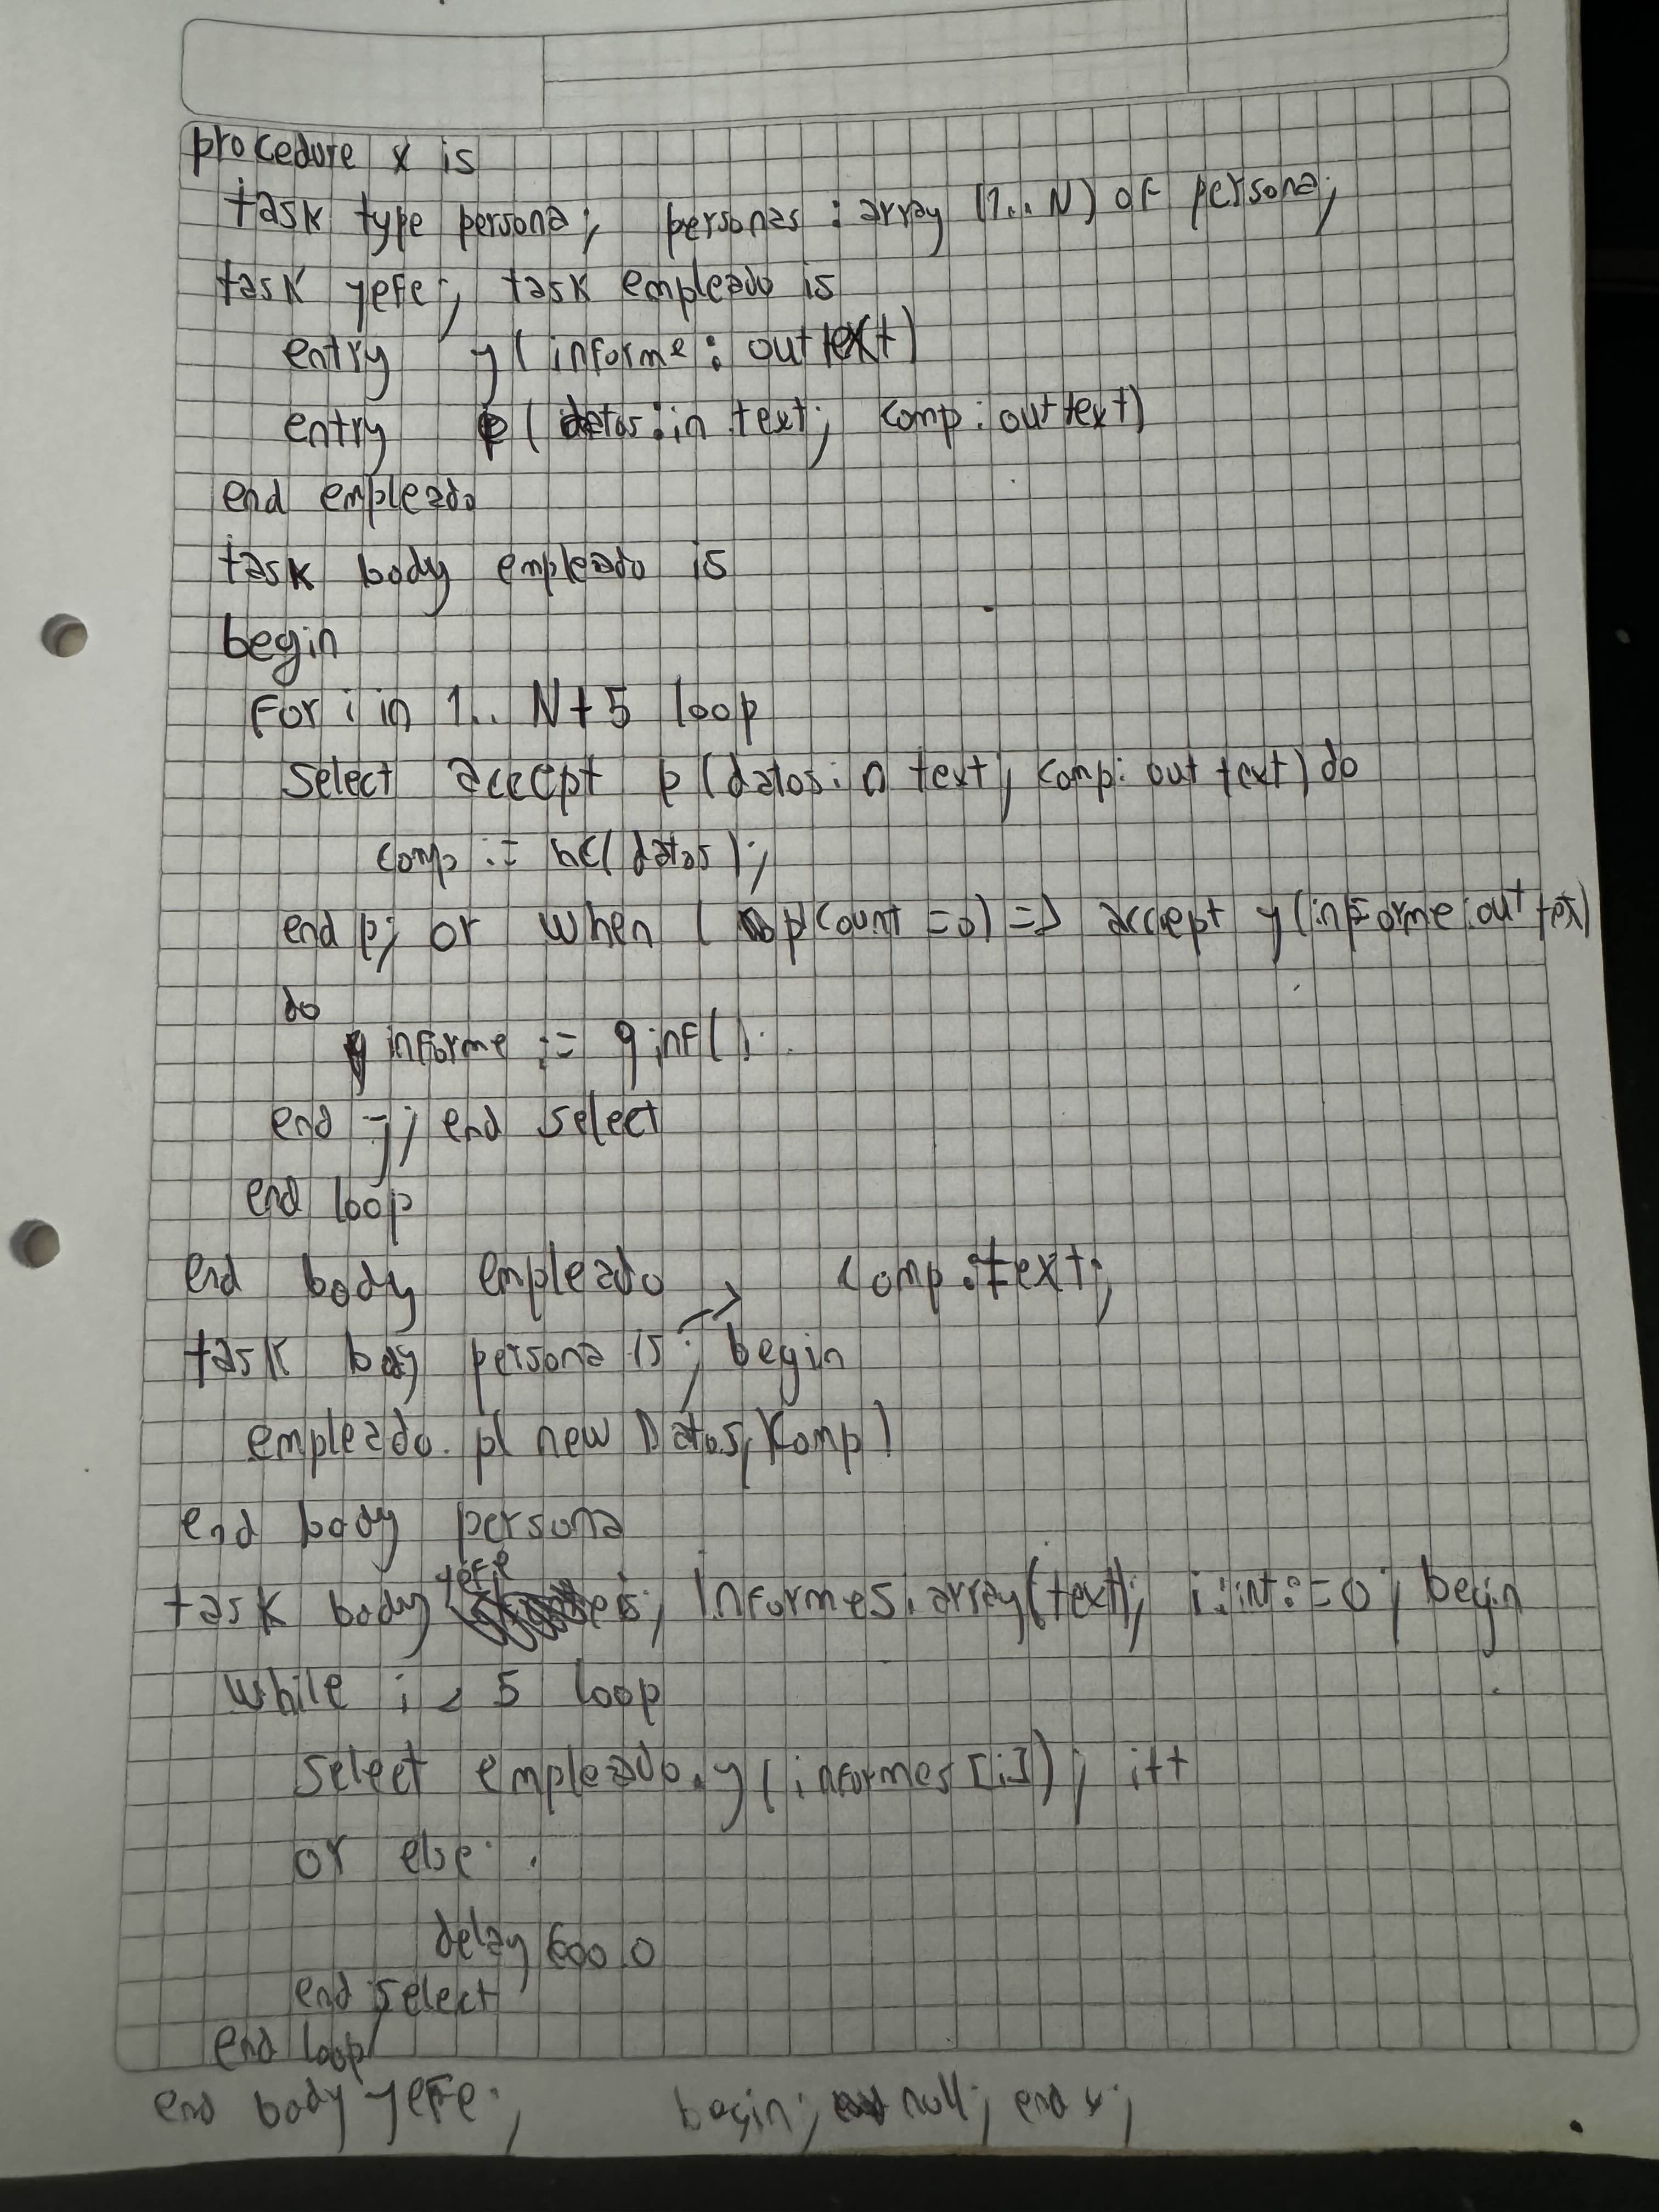 procedure x is
task type persona; personas : array (1.. N) of persona;
task yefe; task empleado is
entry y( informe: out text)
entry p( datos: in text; comp: out text)
end empleado
task body empleado is
begin
For i in 1.. N+5 loop
select accept p(datos: in text; comp: out text) do
comp := hc(datos);
end p; or when ( p count =0) => accept y(informe: out text)
do
informe := ginf();
end y; end select
end loop
end body empleado comp: text;
task body persona is; begin
empleado. p( new Datos, comp)
end body persona
task body yefe is; Informes: array(text); i: int := 0; begin
while i < 5 loop
select empleado.y(informes[i]); i++
or else
delay 600.0
end select
end loop
end body yefe; begin; null; end x;